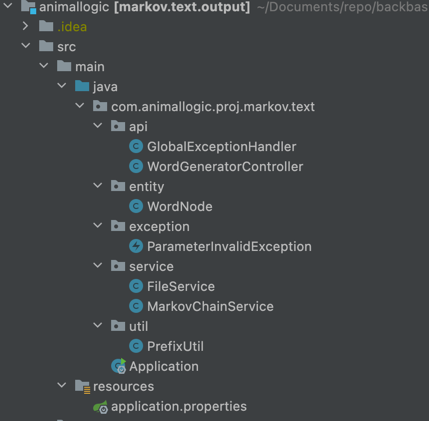 animallogic [markov.text.output] ~/Documents/repo/backbas
.idea
src
main
java
com.animallogic.proj.markov.text
api
GlobalExceptionHandler
WordGeneratorController
entity
WordNode
exception
ParameterInvalidException
service
FileService
MarkovChainService
util
PrefixUtil
Application
resources
application.properties